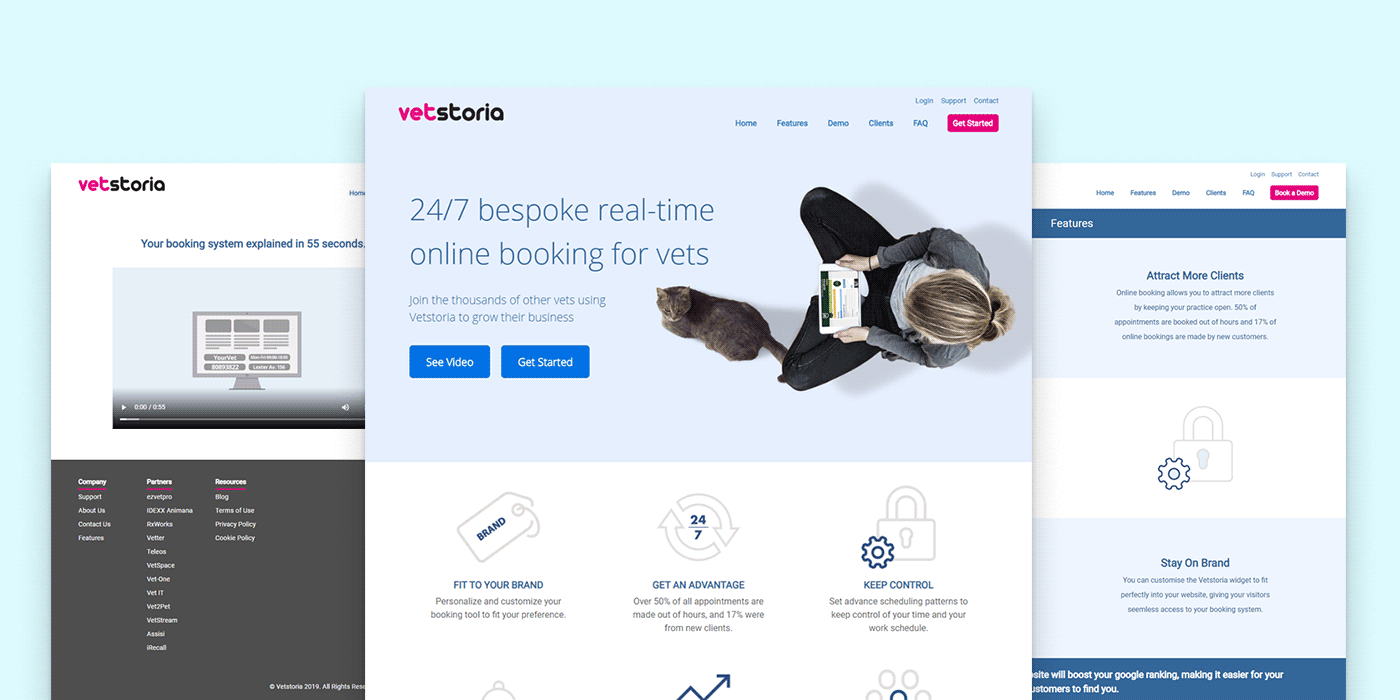 vetstoria
Home
Your booking system explained in 55 seconds.
YourVet
Mon-Fri 09:00-18:00
80893822
Lexter Av. 156
0:00 / 0:55
Company
Support
About Us
Contact Us
Features
Partners
ezvetpro
IDEXX Animana
RxWorks
Vetter
Teleos
VetSpace
Vet-One
Vet IT
Vet2Pet
VetStream
Assisi
iRecall
Resources
Blog
Terms of Use
Privacy Policy
Cookie Policy
© Vetstoria 2019. All Rights Rese
vetstoria
Login Support Contact
Home Features Demo Clients FAQ Get Started
24/7 bespoke real-time
online booking for vets
Join the thousands of other vets using
Vetstoria to grow their business
See Video Get Started
BRAND
24
7
FIT TO YOUR BRAND
Personalize and customize your
booking tool to fit your preference.
GET AN ADVANTAGE
Over 50% of all appointments are
made out of hours, and 17% were
from new clients.
KEEP CONTROL
Set advance scheduling patterns to
keep control of your time and your
work schedule.
Login Support Contact
Home Features Demo Clients FAQ Book a Demo
Features
Attract More Clients
Online booking allows you to attract more clients
by keeping your practice open. 50% of
appointments are booked out of hours and 17% of
online bookings are made by new customers.
Stay On Brand
You can customise the Vetstoria widget to fit
perfectly into your website, giving your visitors
seemless access to your booking system.
site will boost your google ranking, making it easier for your
ustomers to find you.